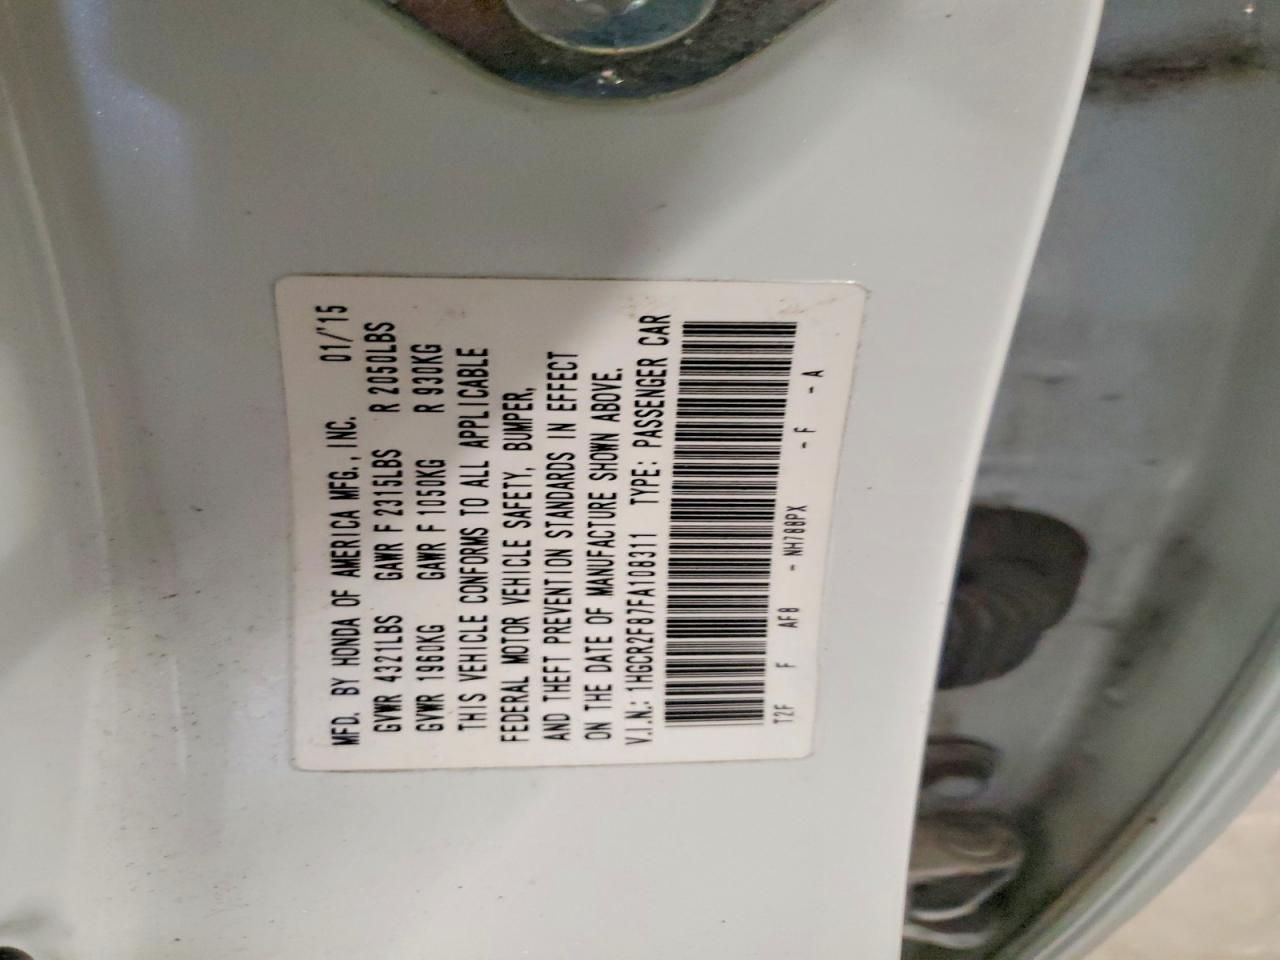 MFD. BY HONDA OF AMERICA MFG., INC. 01/'15
GVWR 4321LBS GAWR F 2315LBS R 2050LBS
GVWR 1960KG GAWR F 1050KG R 930KG
THIS VEHICLE CONFORMS TO ALL APPLICABLE
FEDERAL MOTOR VEHICLE SAFETY, BUMPER,
AND THEFT PREVENTION STANDARDS IN EFFECT
ON THE DATE OF MANUFACTURE SHOWN ABOVE.
V.I.N.: 1HGCR2F87FA108311 TYPE: PASSENGER CAR
T2F F AF8 - NH788PX - F - A